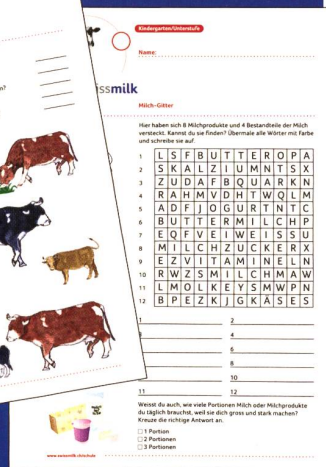 Kindergarten/Unterstufe
Name:
issmilk
Milch-Gitter
Hier haben sich 8 Milchprodukte und 4 Bestandteile der Milch
versteckt. Kannst du sie finden? Übermale alle Wörter mit Farbe
und schreibe sie auf.
1 L S F B U T T E R O P A
2 S K A L Z I U M N T S X
3 Z U D A F B Q U A R K N
4 R A H M V D H T W Q L M
5 A D F J O G U R T N T C
6 B U T T E R M I L C H P
7 E Q F V E I W E I S S U
8 M I L C H Z U C K E R X
9 E Z V I T A M I N E L N
10 R W Z S M I L C H M A W
11 L M O L K E Y S M W P N
12 B P E Z K J G K Ä S E S
1 2
3 4
6
8
10
11 12
Weisst du auch, wie viele Portionen Milch oder Milchprodukte
du täglich brauchst, weil sie dich gross und stark machen?
Kreuze die richtige Antwort an.
1 Portion
2 Portionen
3 Portionen
www.swissmilk.ch/schule